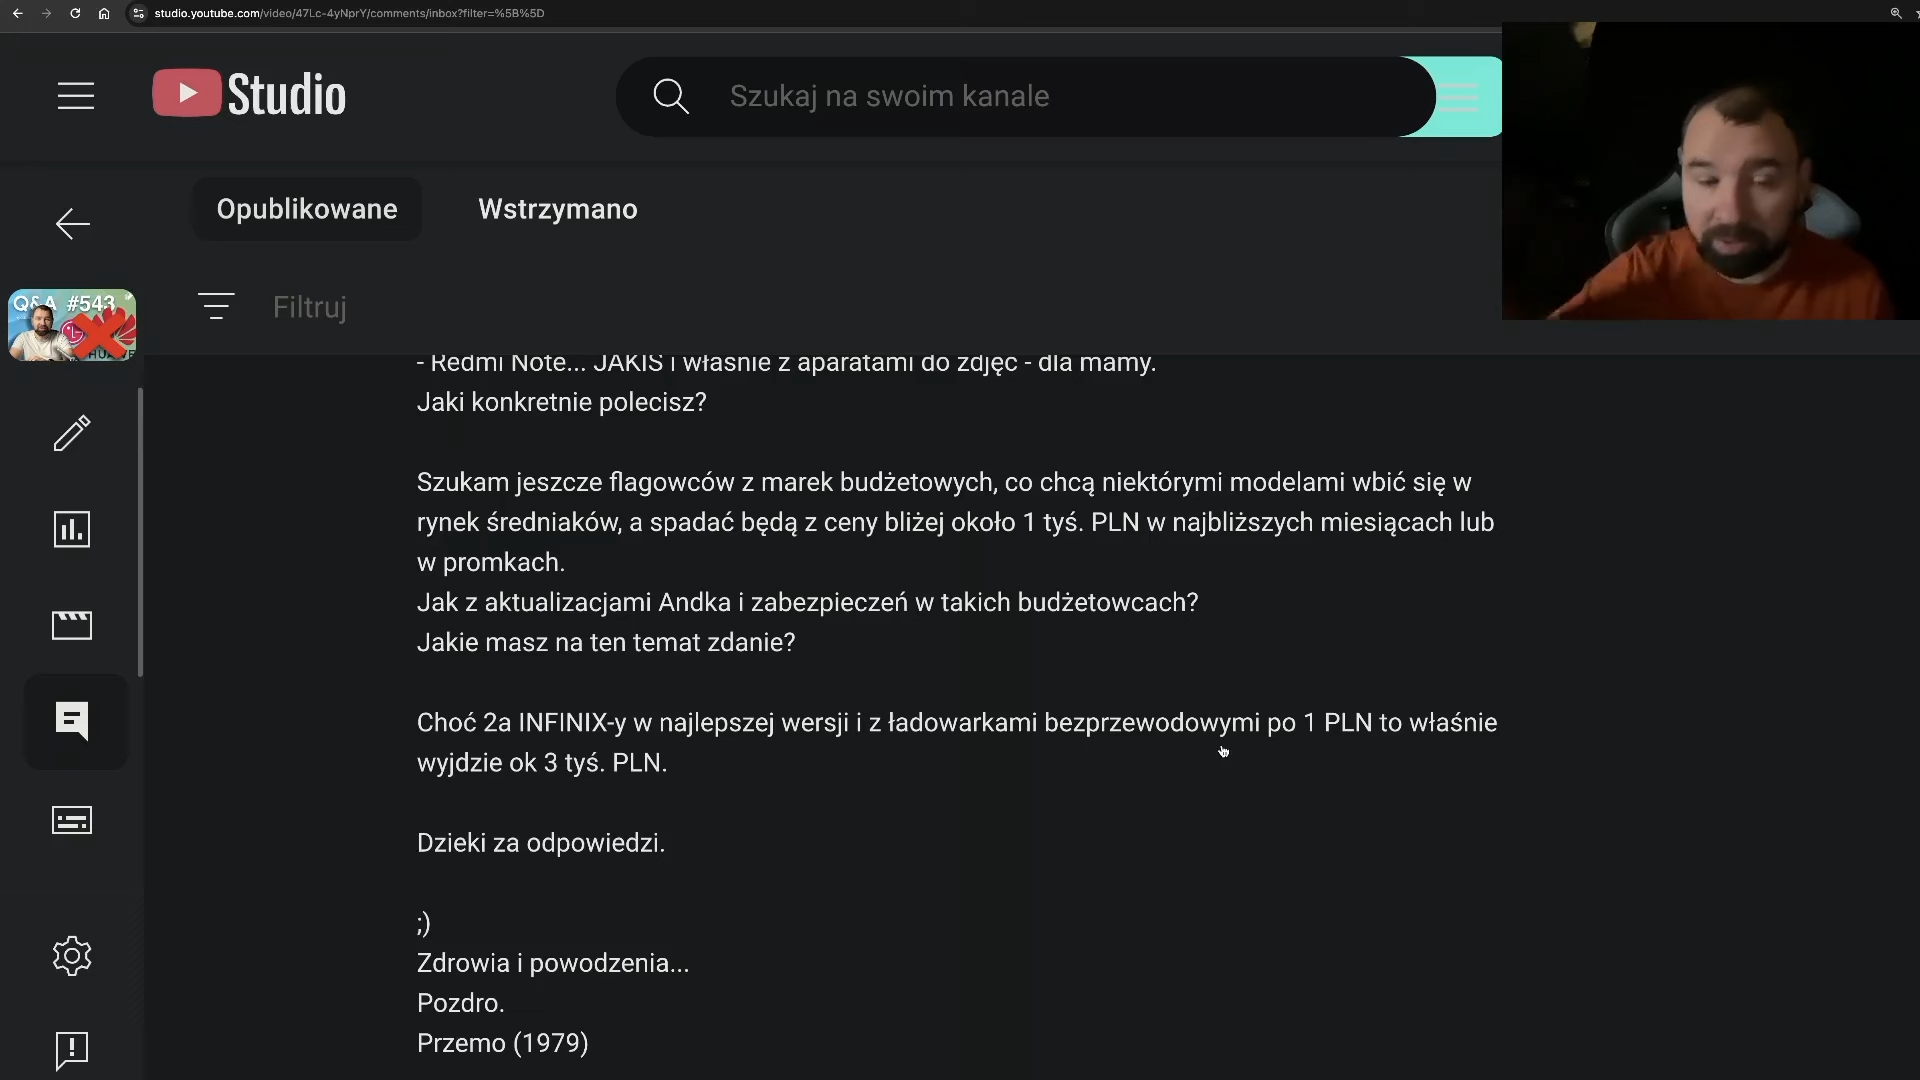 studio.youtube.com/video/47Lc-4yNprY/comments/inbox?filter=%5B%5D
Studio
Szukaj na swoim kanale
Opublikowane
Wstrzymano
Q&A #543
Filtruj
- Redmi Note... JAKIŚ i właśnie z aparatami do zdjęć - dla mamy.
Jaki konkretnie polecisz?
Szukam jeszcze flagowców z marek budżetowych, co chcą niektórymi modelami wbić się w
rynek średniaków, a spadać będą z ceny bliżej około 1 tyś. PLN w najbliższych miesiącach lub
w promkach.
Jak z aktualizacjami Andka i zabezpieczeń w takich budżetowcach?
Jakie masz na ten temat zdanie?
Choć 2a INFINIX-y w najlepszej wersji i z ładowarkami bezprzewodowymi po 1 PLN to właśnie
wyjdzie ok 3 tyś. PLN.
Dzieki za odpowiedzi.
;)
Zdrowia i powodzenia...
Pozdro.
Przemo (1979)